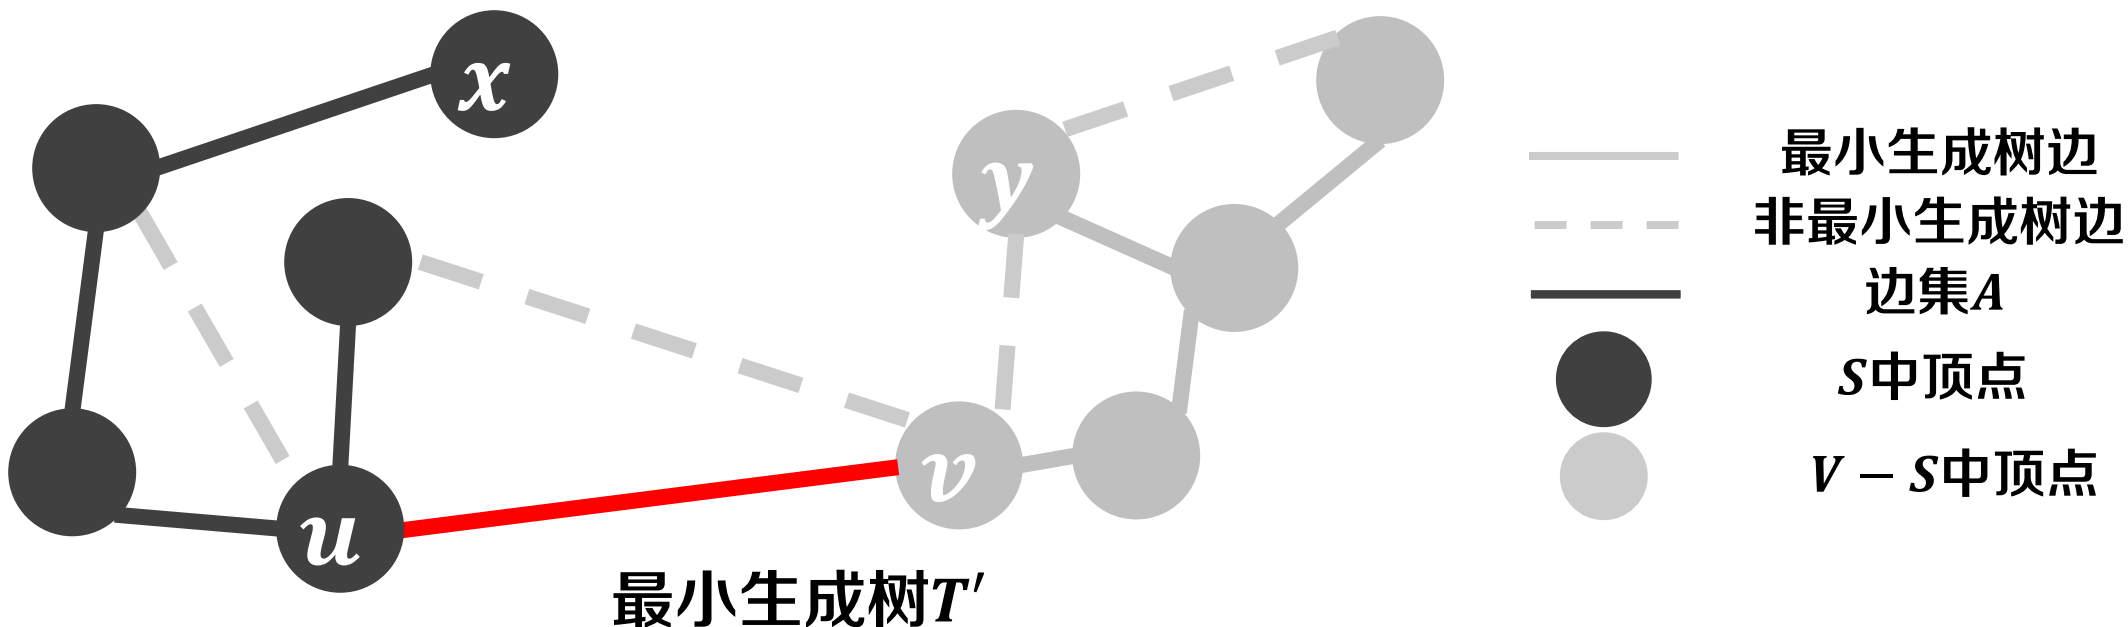 x
y
v
u
最小生成树边
非最小生成树边
边集A
S中顶点
V − S中顶点
最小生成树T′